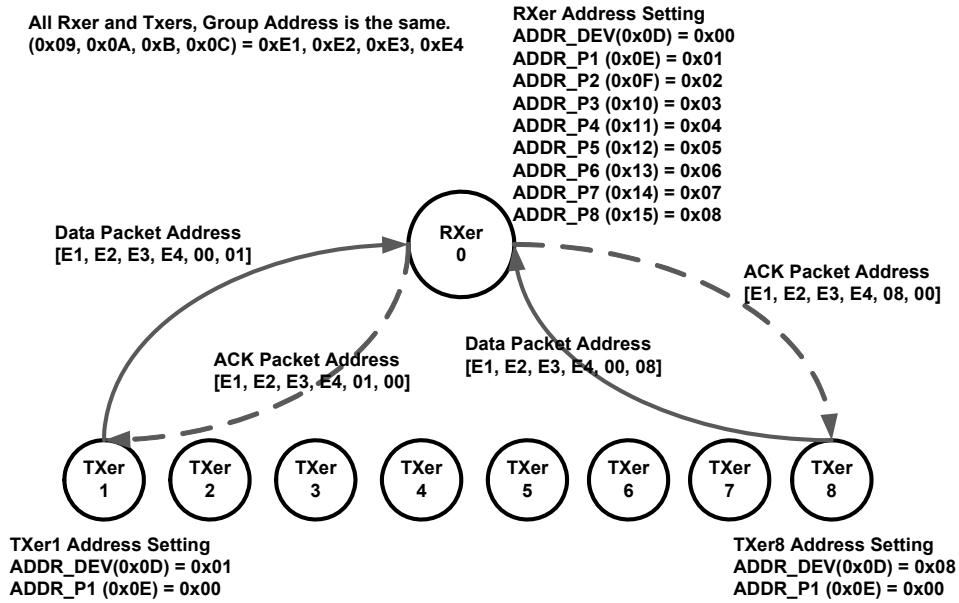 All Rxer and Txers, Group Address is the same.
(0x09, 0x0A, 0xB, 0x0C) = 0xE1, 0xE2, 0xE3, 0xE4
RXer Address Setting
ADDR_DEV(0x0D) = 0x00
ADDR_P1 (0x0E) = 0x01
ADDR_P2 (0x0F) = 0x02
ADDR_P3 (0x10) = 0x03
ADDR_P4 (0x11) = 0x04
ADDR_P5 (0x12) = 0x05
ADDR_P6 (0x13) = 0x06
ADDR_P7 (0x14) = 0x07
ADDR_P8 (0x15) = 0x08
RXer
0
Data Packet Address
[E1, E2, E3, E4, 00, 01]
ACK Packet Address
[E1, E2, E3, E4, 08, 00]
ACK Packet Address
[E1, E2, E3, E4, 01, 00]
Data Packet Address
[E1, E2, E3, E4, 00, 08]
TXer
1
TXer
2
TXer
3
TXer
4
TXer
5
TXer
6
TXer
7
TXer
8
TXer1 Address Setting
ADDR_DEV(0x0D) = 0x01
ADDR_P1 (0x0E) = 0x00
TXer8 Address Setting
ADDR_DEV(0x0D) = 0x08
ADDR_P1 (0x0E) = 0x00